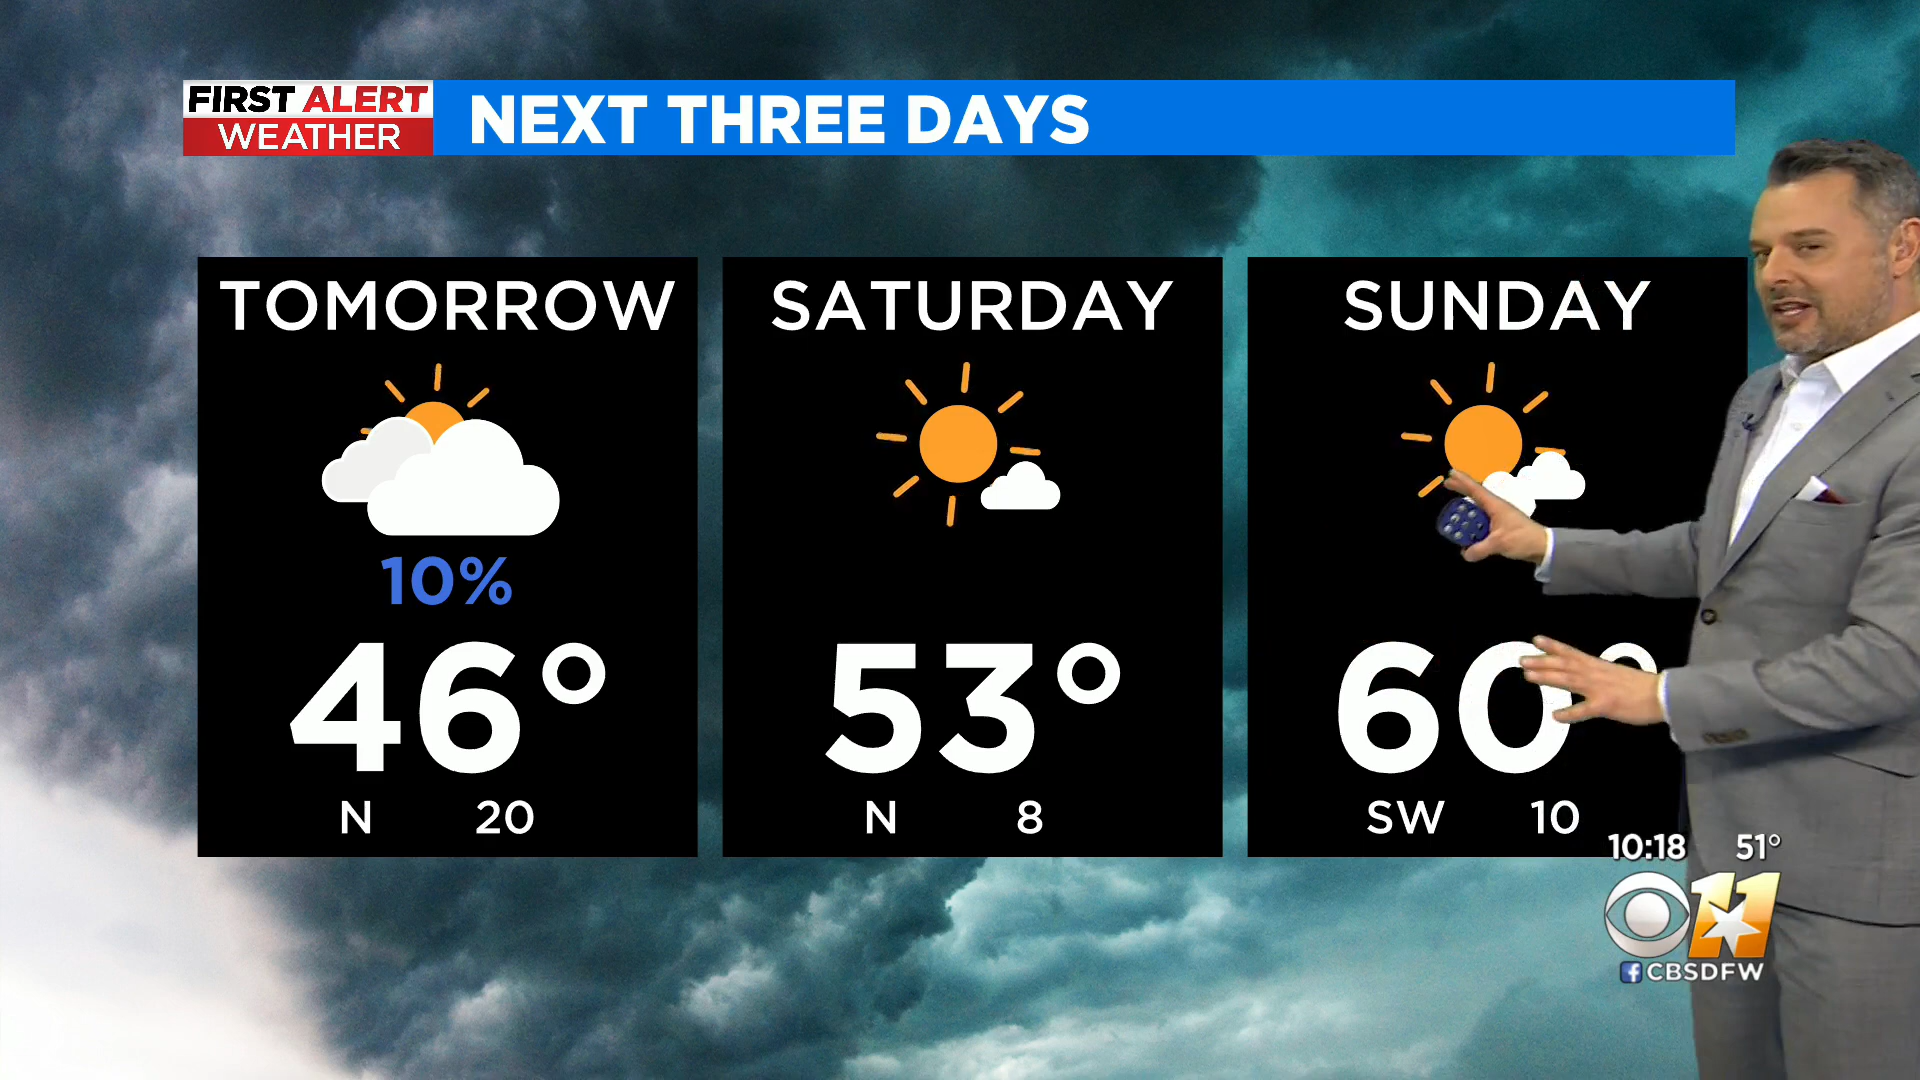 FIRST ALERT
WEATHER
NEXT THREE DAYS
TOMORROW
10%
46°
N 20
SATURDAY
53°
N 8
SUNDAY
60°
SW 10
10:18 51°
11
CBSDFW